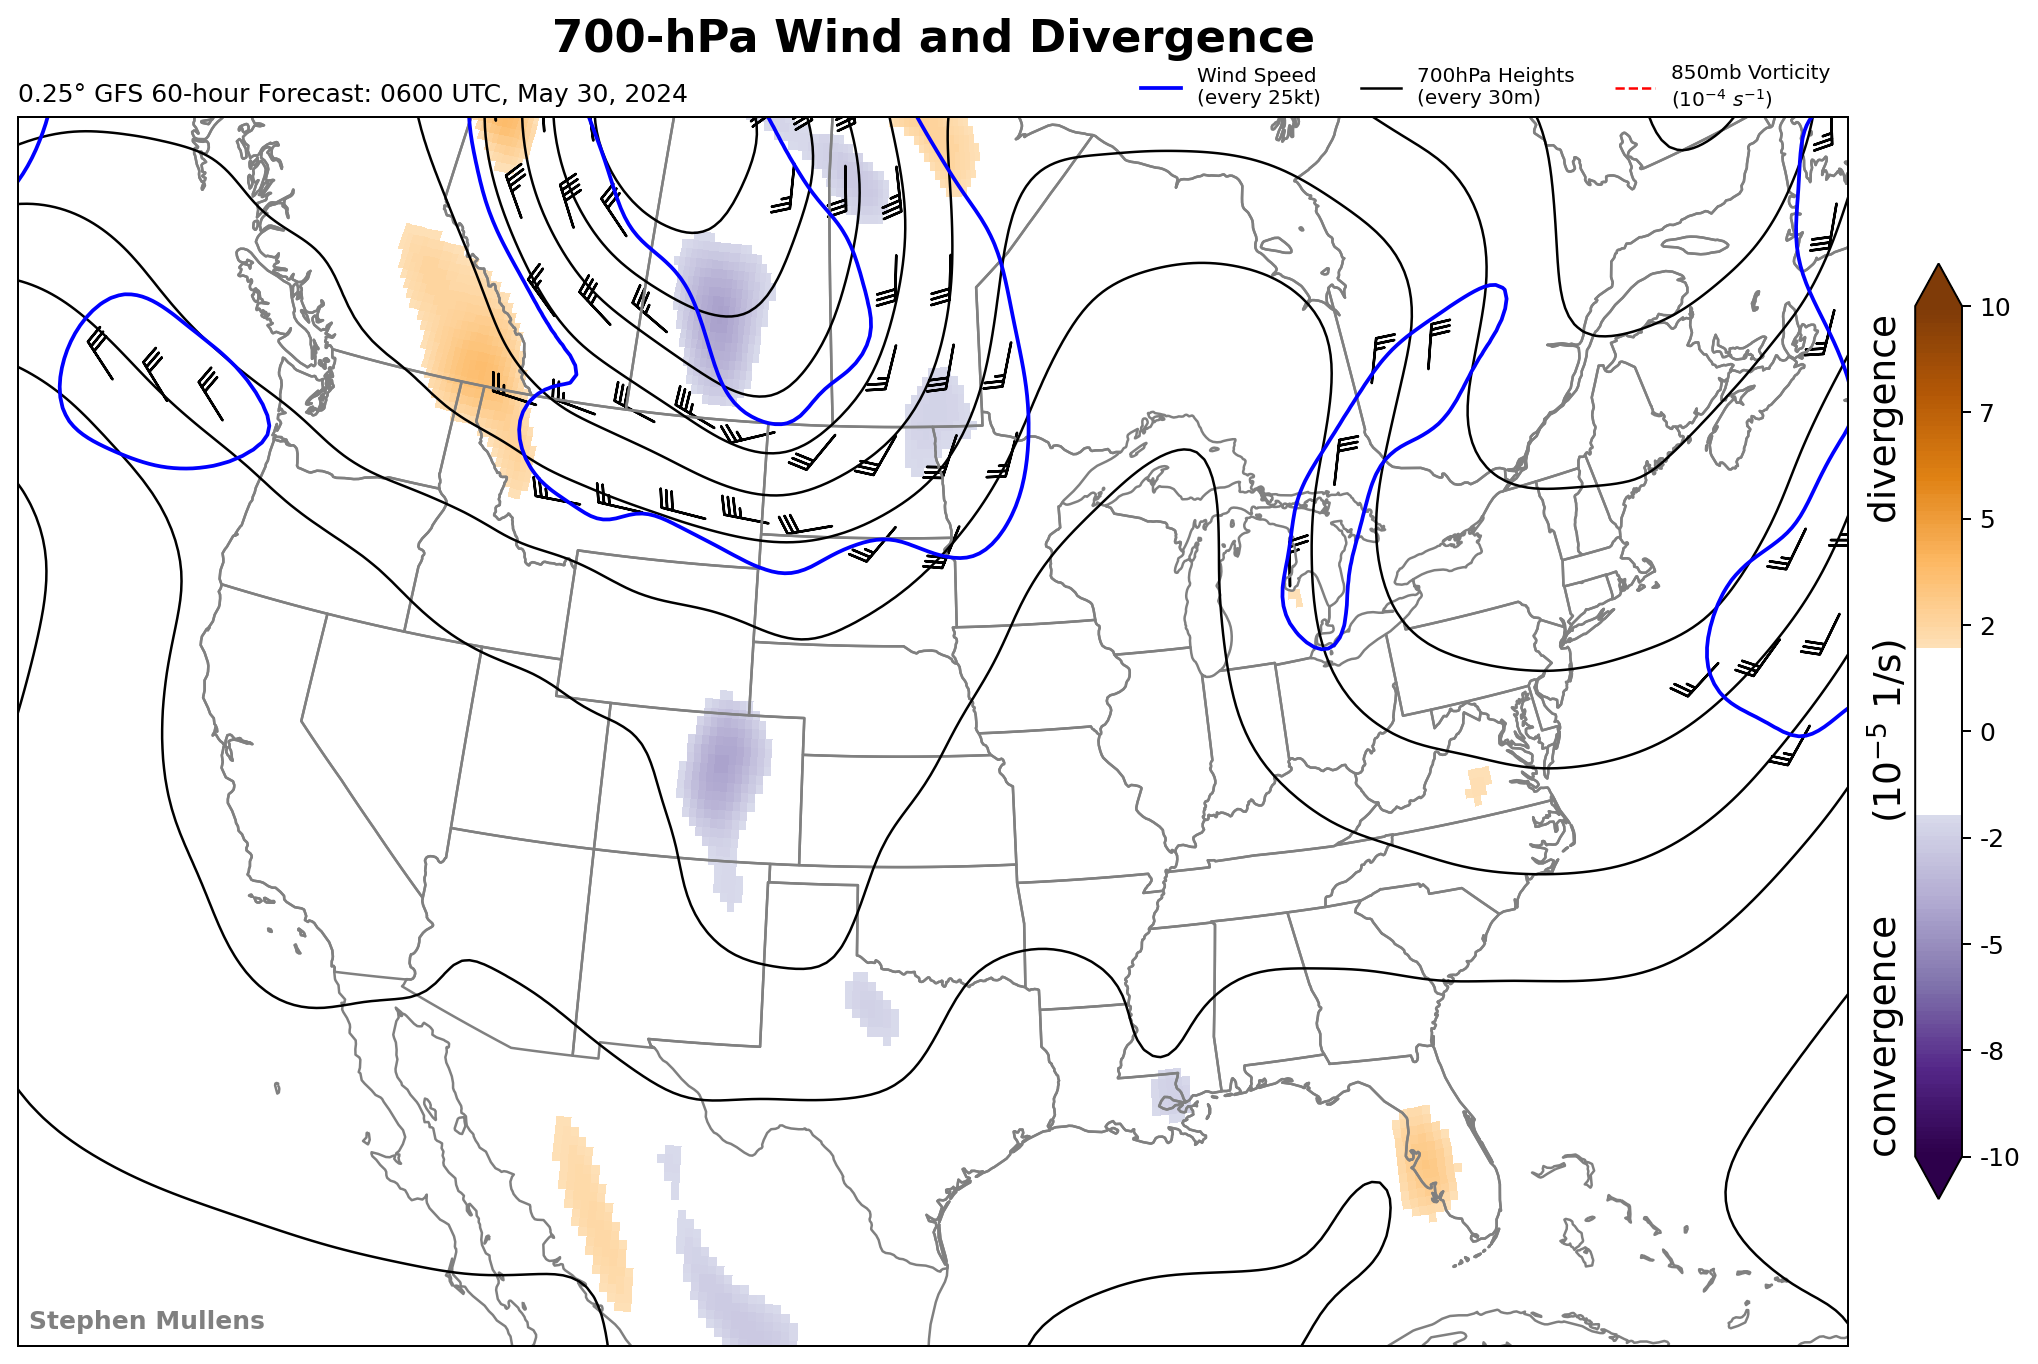 700-hPa Wind and Divergence
0.25° GFS 60-hour Forecast: 0600 UTC, May 30, 2024
Wind Speed
(every 25kt)
700hPa Heights
(every 30m)
850mb Vorticity
(10⁻⁴ s⁻¹)
10
7
5
2
0
-2
-5
-8
-10
convergence (10⁻⁵ 1/s) divergence
Stephen Mullens